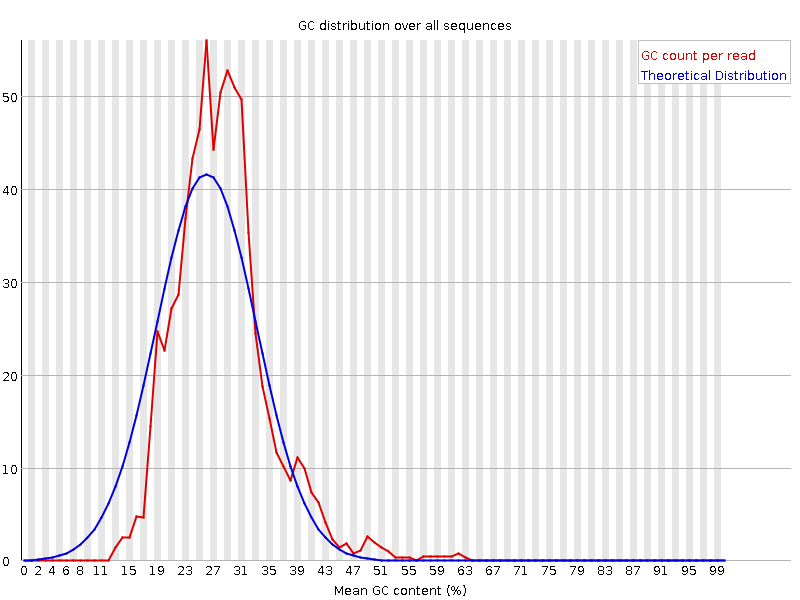 GC distribution over all sequences
GC count per read
Theoretical Distribution
50
40
30
20
10
0
0 2 4 6 8 11 15 19 23 27 31 35 39 43 47 51 55 59 63 67 71 75 79 83 87 91 95 99
Mean GC content (%)